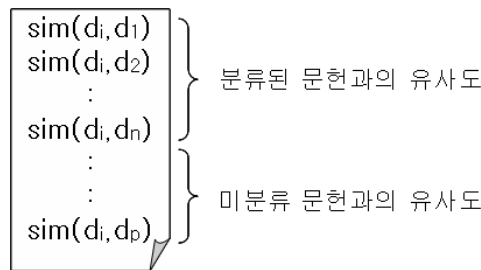 sim(di,d1)
sim(di,d2)
:
분류된 문헌과의 유사도
sim(di,dn)
:
:
미분류 문헌과의 유사도
sim(di,dp)